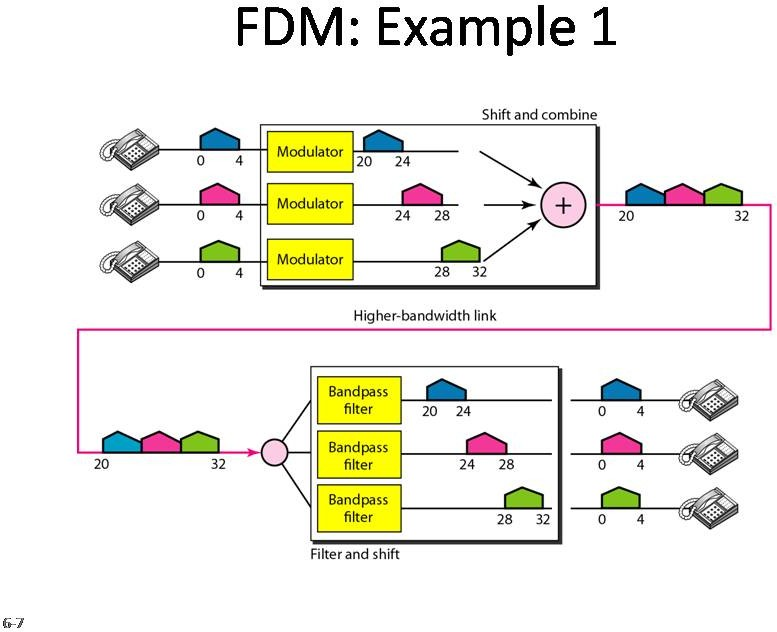 FDM: Example 1
Shift and combine
0 4 Modulator 20 24
0 4 Modulator 24 28
+
20 32
0 4 Modulator 28 32
Higher-bandwidth link
Bandpass
filter
20 24
0 4
Bandpass
filter
24 28
0 4
20 32
Bandpass
filter
28 32
0 4
Filter and shift
6-7